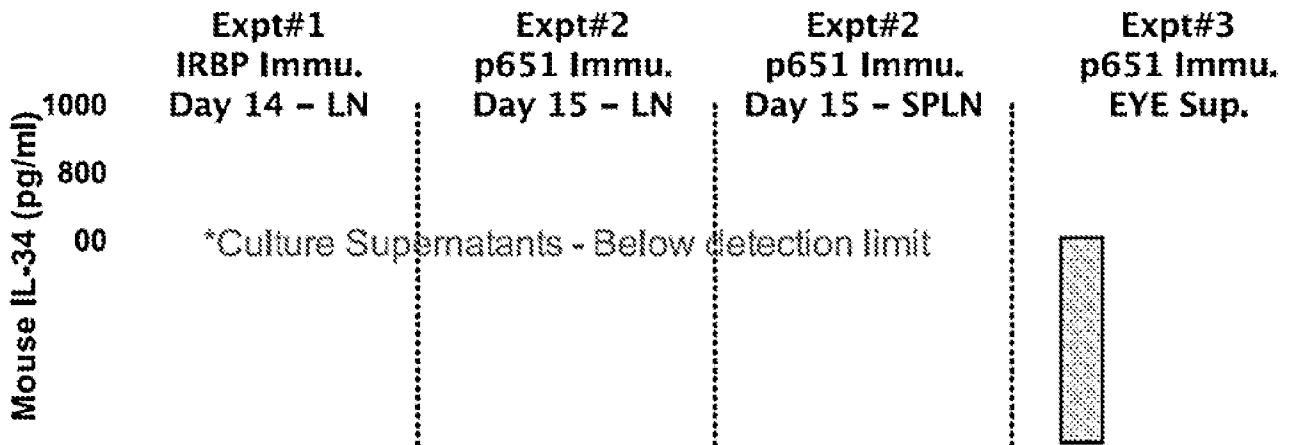 Expt#1
IRBP Immu.
Day 14 – LN
Expt#2
p651 Immu.
Day 15 – LN
Expt#2
p651 Immu.
Day 15 – SPLN
Expt#3
p651 Immu.
EYE Sup.
Mouse IL-34 (pg/ml)
1000
800
00
*Culture Supernatants - Below detection limit